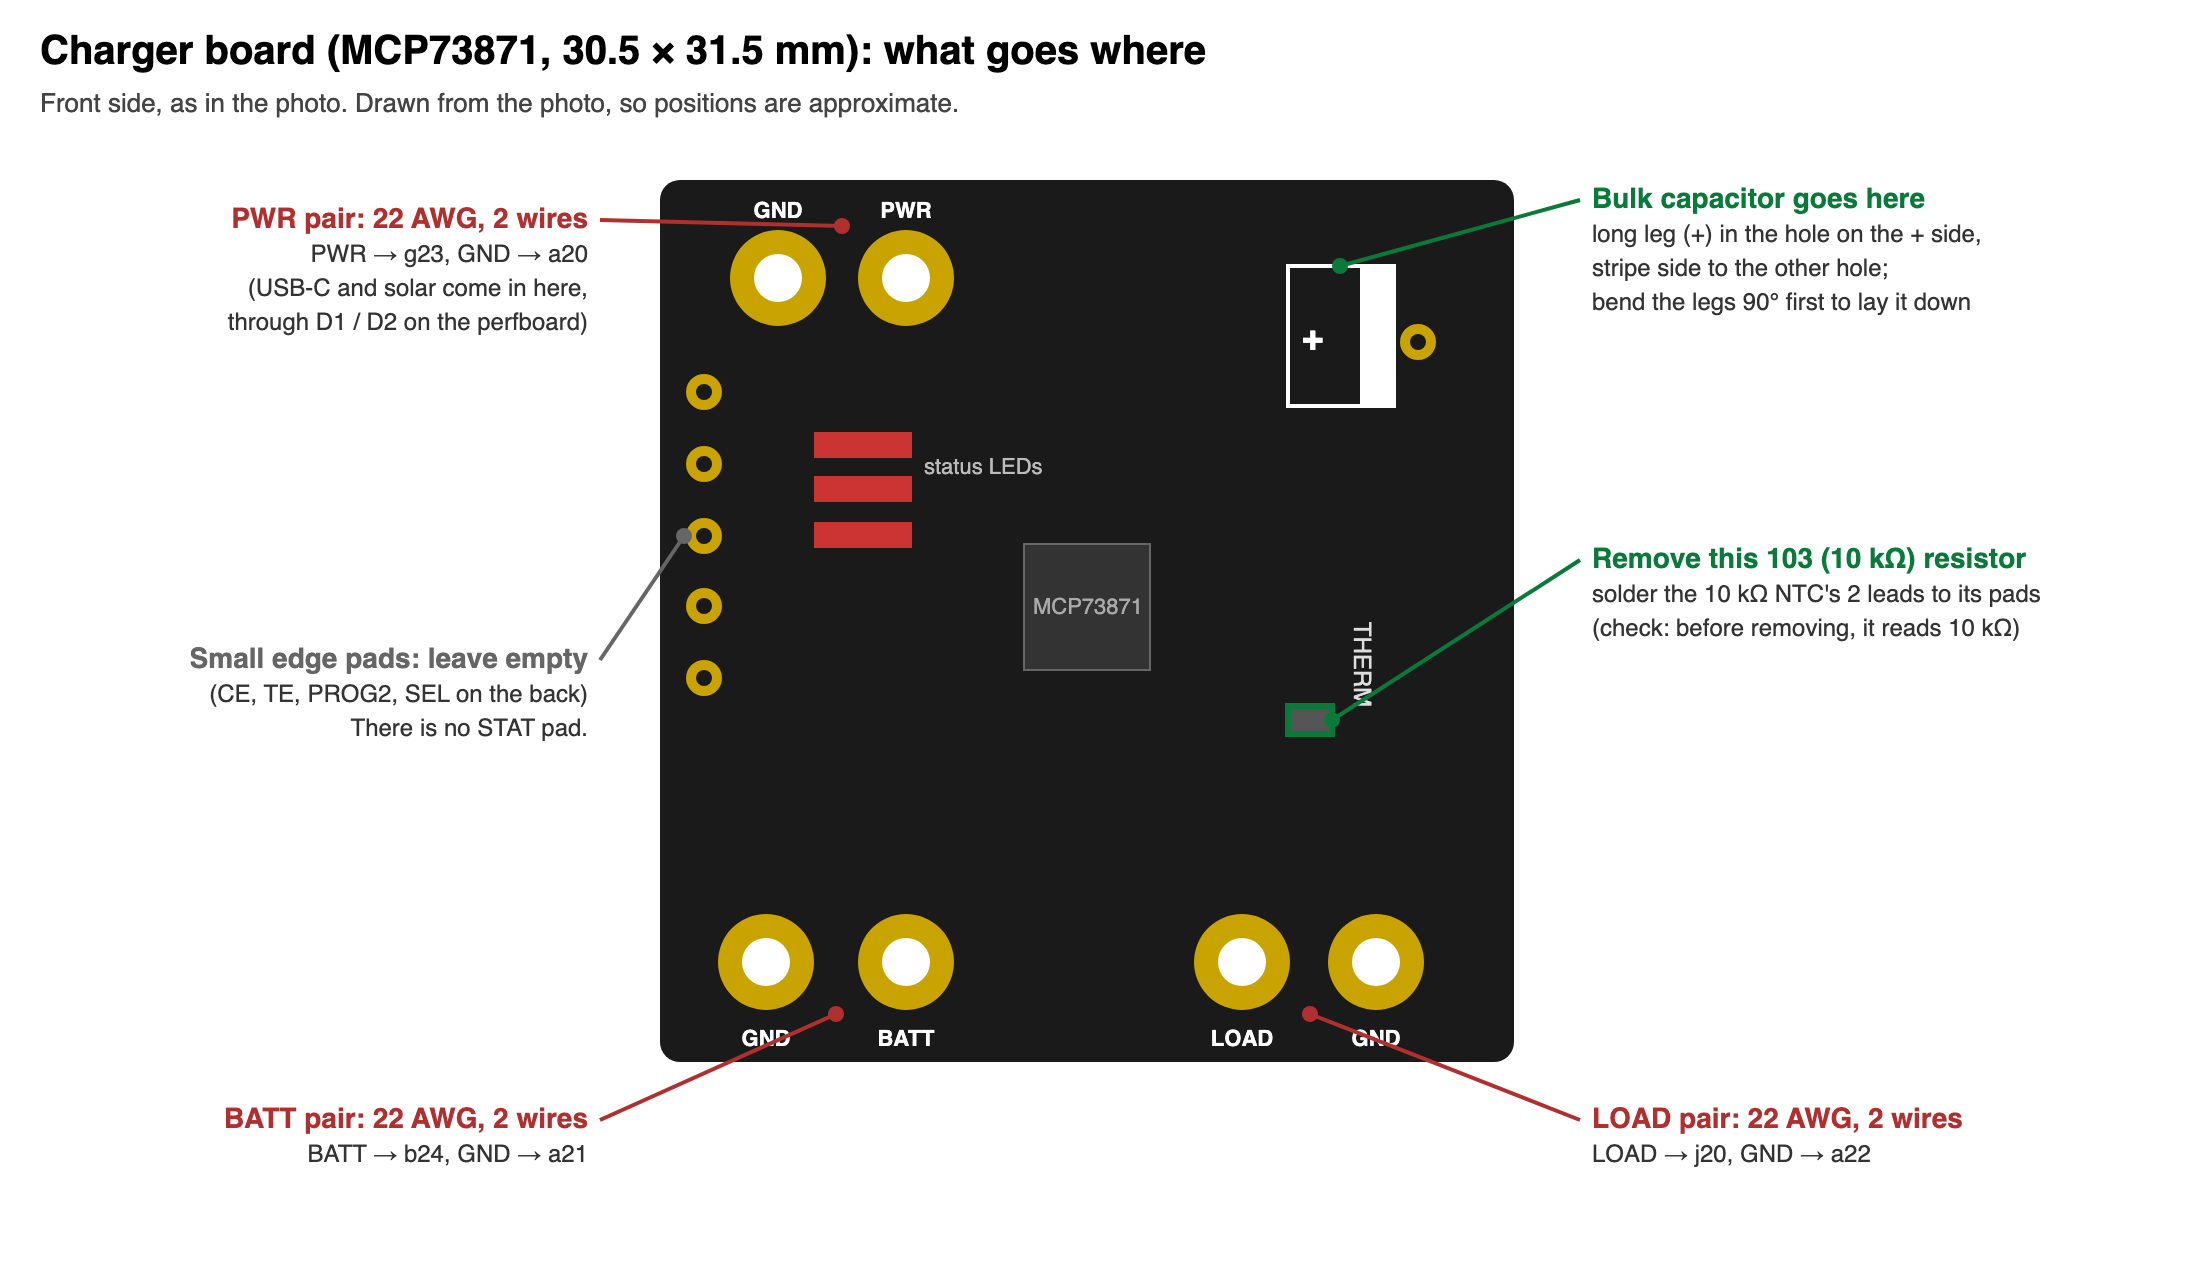 Charger board (MCP73871, 30.5 × 31.5 mm): what goes where
Front side, as in the photo. Drawn from the photo, so positions are approximate.
PWR pair: 22 AWG, 2 wires
PWR → g23, GND → a20
(USB-C and solar come in here,
through D1 / D2 on the perfboard)
GND
PWR
Bulk capacitor goes here
long leg (+) in the hole on the + side,
stripe side to the other hole;
bend the legs 90° first to lay it down
+
status LEDs
MCP73871
Remove this 103 (10 kΩ) resistor
solder the 10 kΩ NTC's 2 leads to its pads
(check: before removing, it reads 10 kΩ)
THERM
Small edge pads: leave empty
(CE, TE, PROG2, SEL on the back)
There is no STAT pad.
GND
BATT
LOAD
GND
BATT pair: 22 AWG, 2 wires
BATT → b24, GND → a21
LOAD pair: 22 AWG, 2 wires
LOAD → j20, GND → a22